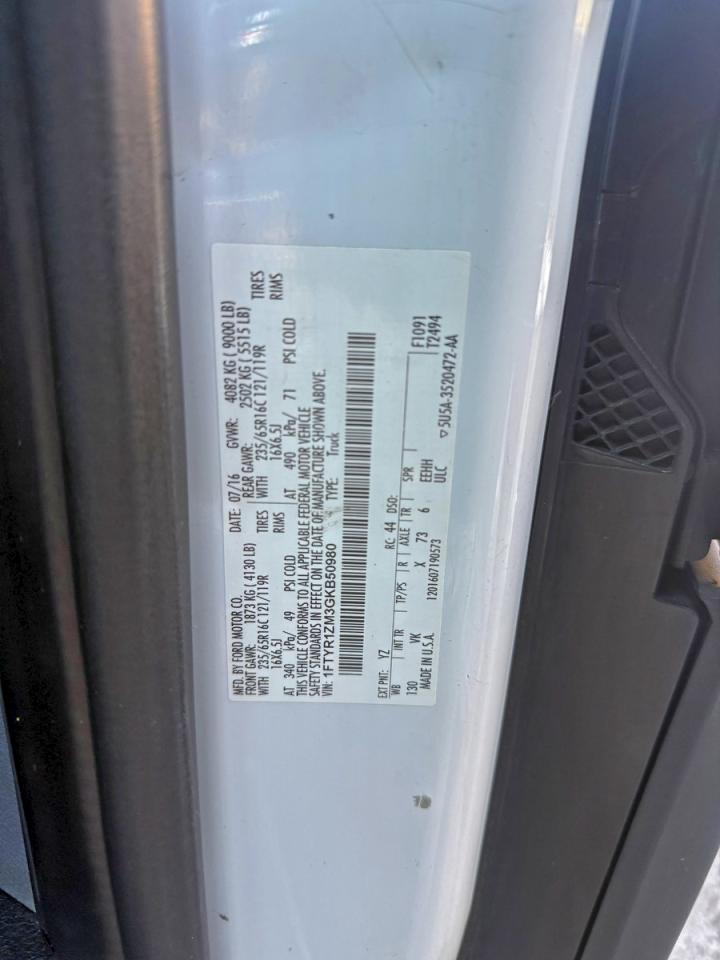 MFD. BY FORD MOTOR CO. DATE: 07/16 GVWR: 4082 KG ( 9000 LB)
FRONT GAWR: 1873 KG ( 4130 LB) REAR GAWR: 2502 KG ( 5515 LB)
WITH 235/65R16C 121/119R TIRES WITH 235/65R16C 121/119R TIRES
16X6.5J RIMS 16X6.5J RIMS
AT 340 kPa/ 49 PSI COLD AT 490 kPa/ 71 PSI COLD
THIS VEHICLE CONFORMS TO ALL APPLICABLE FEDERAL MOTOR VEHICLE
SAFETY STANDARDS IN EFFECT ON THE DATE OF MANUFACTURE SHOWN ABOVE.
VIN: 1FTYR1ZM3GKB50980 TYPE: Truck
EXT PNT: YZ RC: 44 DSO:
WB INT TR TP/PS R AXLE TR SPR F1091
130 VK X 73 6 EEHH T2494
MADE IN U.S.A. 1201607190573 ULC ▽ 5U5A-3520472-AA